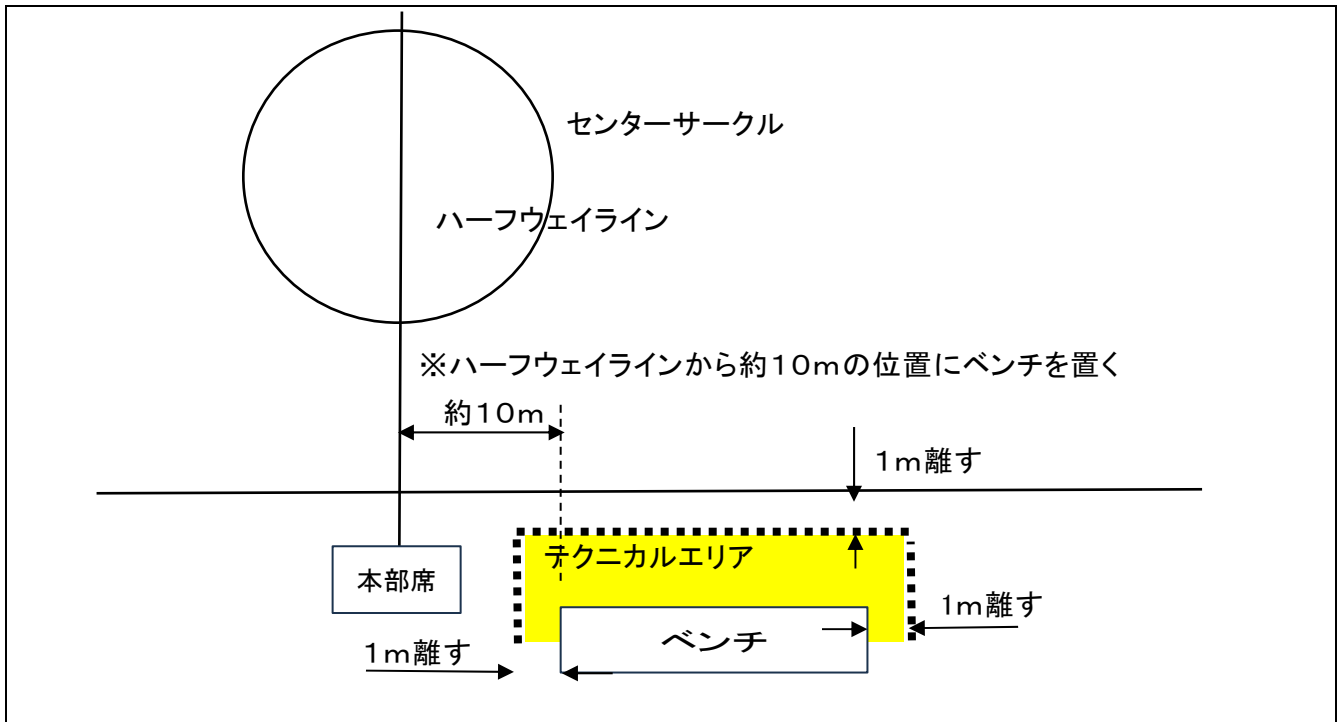 センターサークル
ハーフウェイライン
※ハーフウェイラインから約10mの位置にベンチを置く
約10m
1m離す
テクニカルエリア
本部席
1m離す
ベンチ
1m離す